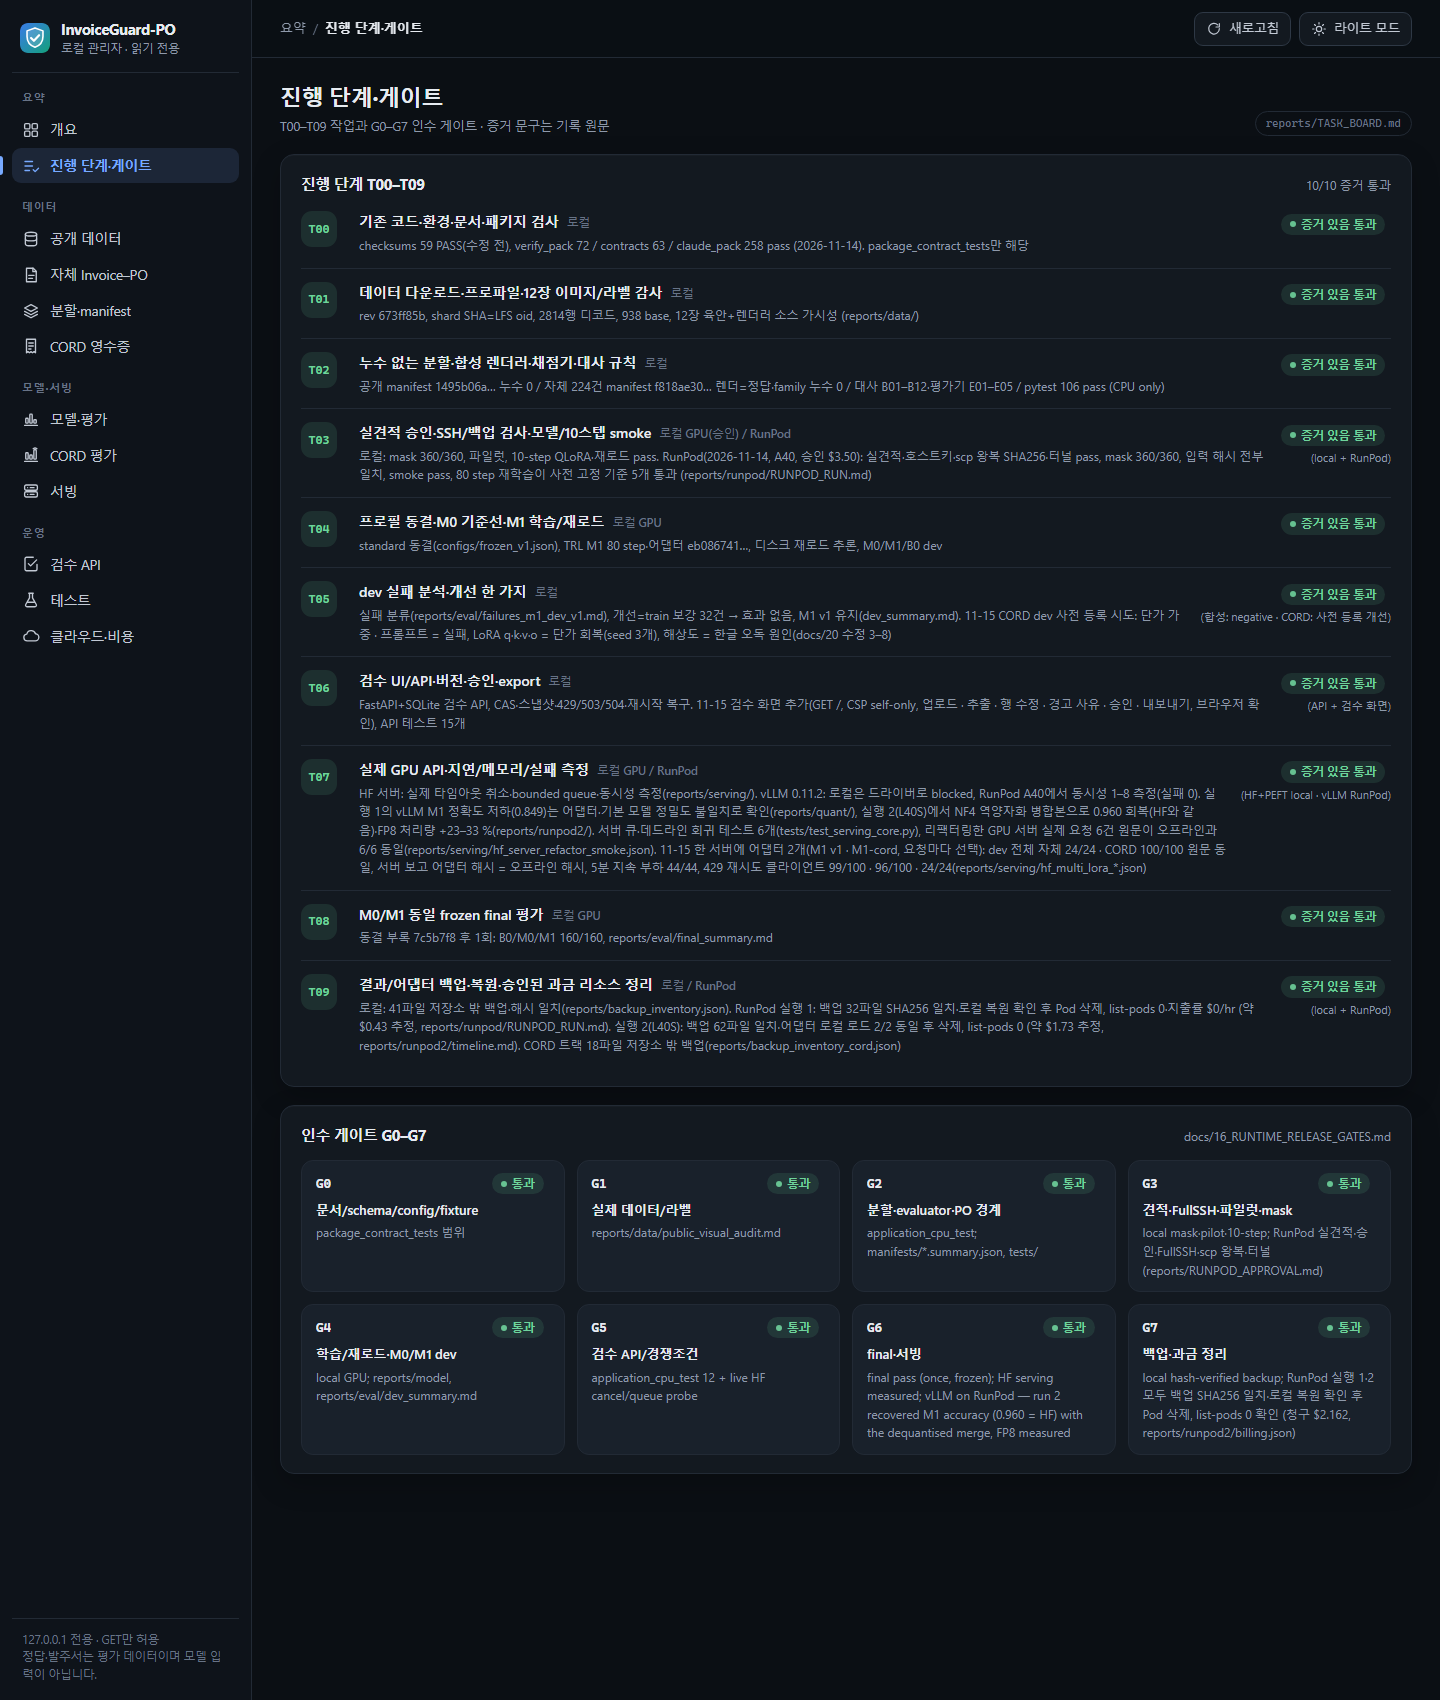 InvoiceGuard-PO
로컬 관리자 · 읽기 전용
요약
개요
진행 단계·게이트
데이터
공개 데이터
자체 Invoice–PO
분할·manifest
CORD 영수증
모델·서빙
모델·평가
CORD 평가
서빙
운영
검수 API
테스트
클라우드·비용
127.0.0.1 전용 · GET만 허용
정답·발주서는 평가 데이터이며 모델 입
력이 아닙니다.
요약 / 진행 단계·게이트
새로고침
라이트 모드
진행 단계·게이트
T00–T09 작업과 G0–G7 인수 게이트 · 증거 문구는 기록 원문
reports/TASK_BOARD.md
진행 단계 T00–T09
10/10 증거 통과
T00
기존 코드·환경·문서·패키지 검사 로컬
checksums 59 PASS(수정 전), verify_pack 72 / contracts 63 / claude_pack 258 pass (2026-11-14). package_contract_tests만 해당
증거 있음 통과
T01
데이터 다운로드·프로파일·12장 이미지/라벨 감사 로컬
rev 673ff85b, shard SHA=LFS oid, 2814행 디코드, 938 base, 12장 육안+렌더러 소스 가시성 (reports/data/)
증거 있음 통과
T02
누수 없는 분할·합성 렌더러·채점기·대사 규칙 로컬
공개 manifest 1495b06a… 누수 0 / 자체 224건 manifest f818ae30… 렌더=정답·family 누수 0 / 대사 B01–B12·평가기 E01–E05 / pytest 106 pass (CPU only)
증거 있음 통과
T03
실견적 승인·SSH/백업 검사·모델/10스텝 smoke 로컬 GPU(승인) / RunPod
로컬: mask 360/360, 파일럿, 10-step QLoRA·재로드 pass. RunPod(2026-11-14, A40, 승인 $3.50): 실견적·호스트키·scp 왕복 SHA256·터널 pass, mask 360/360, 입력 해시 전부
일치, smoke pass, 80 step 재학습이 사전 고정 기준 5개 통과 (reports/runpod/RUNPOD_RUN.md)
증거 있음 통과
(local + RunPod)
T04
프로필 동결·M0 기준선·M1 학습/재로드 로컬 GPU
standard 동결(configs/frozen_v1.json), TRL M1 80 step·어댑터 eb086741…, 디스크 재로드 추론, M0/M1/B0 dev
증거 있음 통과
T05
dev 실패 분석·개선 한 가지 로컬
실패 분류(reports/eval/failures_m1_dev_v1.md), 개선=train 보강 32건 → 효과 없음, M1 v1 유지(dev_summary.md). 11-15 CORD dev 사전 등록 시도: 단가 가
중 · 프롬프트 = 실패, LoRA q·k·v·o = 단가 회복(seed 3개), 해상도 = 한글 오독 원인(docs/20 수정 3–8)
증거 있음 통과
(합성: negative · CORD: 사전 등록 개선)
T06
검수 UI/API·버전·승인·export 로컬
FastAPI+SQLite 검수 API, CAS·스냅샷·429/503/504·재시작 복구. 11-15 검수 화면 추가(GET /, CSP self-only, 업로드 · 추출 · 행 수정 · 경고 사유 · 승인 · 내보내기, 브라우저 확
인), API 테스트 15개
증거 있음 통과
(API + 검수 화면)
T07
실제 GPU API·지연/메모리/실패 측정 로컬 GPU / RunPod
HF 서버: 실제 타임아웃 취소·bounded queue·동시성 측정(reports/serving/). vLLM 0.11.2: 로컬은 드라이버로 blocked, RunPod A40에서 동시성 1–8 측정(실패 0). 실
행 1의 vLLM M1 정확도 저하(0.849)는 어댑터·기본 모델 정밀도 불일치로 확인(reports/quant/), 실행 2(L40S)에서 NF4 역양자화 병합본으로 0.960 회복(HF와 같
음)·FP8 처리량 +23–33 %(reports/runpod2/). 서버 큐·데드라인 회귀 테스트 6개(tests/test_serving_core.py), 리팩터링한 GPU 서버 실제 요청 6건 원문이 오프라인과
6/6 동일(reports/serving/hf_server_refactor_smoke.json). 11-15 한 서버에 어댑터 2개(M1 v1 · M1-cord, 요청마다 선택): dev 전체 자체 24/24 · CORD 100/100 원문 동
일, 서버 보고 어댑터 해시 = 오프라인 해시, 5분 지속 부하 44/44, 429 재시도 클라이언트 99/100 · 96/100 · 24/24(reports/serving/hf_multi_lora_*.json)
증거 있음 통과
(HF+PEFT local · vLLM RunPod)
T08
M0/M1 동일 frozen final 평가 로컬 GPU
동결 부록 7c5b7f8 후 1회: B0/M0/M1 160/160, reports/eval/final_summary.md
증거 있음 통과
T09
결과/어댑터 백업·복원·승인된 과금 리소스 정리 로컬 / RunPod
로컬: 41파일 저장소 밖 백업·해시 일치(reports/backup_inventory.json). RunPod 실행 1: 백업 32파일 SHA256 일치·로컬 복원 확인 후 Pod 삭제, list-pods 0·지출률 $0/hr (약
$0.43 추정, reports/runpod/RUNPOD_RUN.md). 실행 2(L40S): 백업 62파일 일치·어댑터 로컬 로드 2/2 동일 후 삭제, list-pods 0 (약 $1.73 추정,
reports/runpod2/timeline.md). CORD 트랙 18파일 저장소 밖 백업(reports/backup_inventory_cord.json)
증거 있음 통과
(local + RunPod)
인수 게이트 G0–G7
docs/16_RUNTIME_RELEASE_GATES.md
G0
통과
문서/schema/config/fixture
package_contract_tests 범위
G1
통과
실제 데이터/라벨
reports/data/public_visual_audit.md
G2
통과
분할·evaluator·PO 경계
application_cpu_test;
manifests/*.summary.json, tests/
G3
통과
견적·FullSSH·파일럿·mask
local mask·pilot·10-step; RunPod 실견적·승
인·FullSSH·scp 왕복·터널
(reports/RUNPOD_APPROVAL.md)
G4
통과
학습/재로드·M0/M1 dev
local GPU; reports/model,
reports/eval/dev_summary.md
G5
통과
검수 API/경쟁조건
application_cpu_test 12 + live HF
cancel/queue probe
G6
통과
final·서빙
final pass (once, frozen); HF serving
measured; vLLM on RunPod — run 2
recovered M1 accuracy (0.960 = HF) with
the dequantised merge, FP8 measured
G7
통과
백업·과금 정리
local hash-verified backup; RunPod 실행 1·2
모두 백업 SHA256 일치·로컬 복원 확인 후
Pod 삭제, list-pods 0 확인 (청구 $2.162,
reports/runpod2/billing.json)